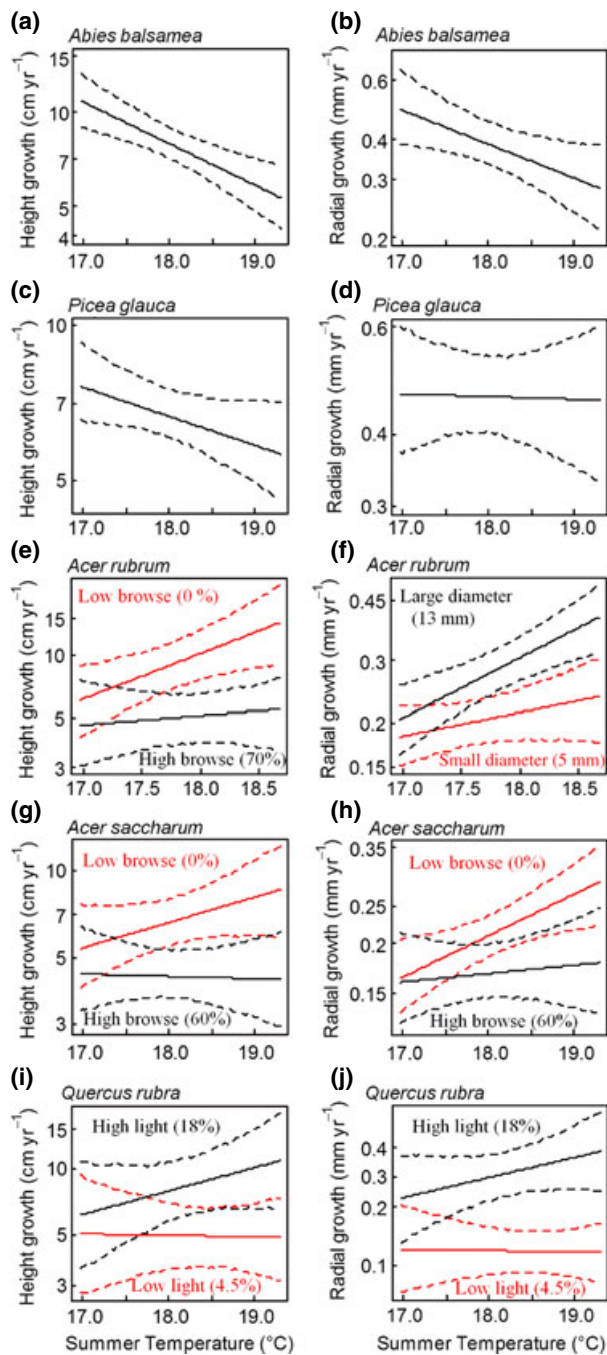 (a) Abies balsamea
Height growth (cm yr⁻¹)
15
10
7
5
4
17.0 18.0 19.0
(b) Abies balsamea
Radial growth (mm yr⁻¹)
0.6
0.4
0.3
0.2
17.0 18.0 19.0
(c) Picea glauca
Height growth (cm yr⁻¹)
10
7
5
17.0 18.0 19.0
(d) Picea glauca
Radial growth (mm yr⁻¹)
0.6
0.4
0.3
17.0 18.0 19.0
(e) Acer rubrum
Height growth (cm yr⁻¹)
15
10
5
3
Low browse (0 %)
High browse (70%)
17.0 17.5 18.0 18.5
(f) Acer rubrum
Radial growth (mm yr⁻¹)
0.45
0.3
0.2
0.15
Large diameter
(13 mm)
Small diameter (5 mm)
17.0 17.5 18.0 18.5
(g) Acer saccharum
Height growth (cm yr⁻¹)
10
7
5
3
Low browse (0%)
High browse (60%)
17.0 18.0 19.0
(h) Acer saccharum
Radial growth (mm yr⁻¹)
0.35
0.25
0.2
0.15
Low browse (0%)
High browse (60%)
17.0 18.0 19.0
(i) Quercus rubra
Height growth (cm yr⁻¹)
15
10
5
3
High light (18%)
Low light (4.5%)
17.0 18.0 19.0
Summer Temperature (°C)
(j) Quercus rubra
Radial growth (mm yr⁻¹)
0.4
0.3
0.2
0.1
High light (18%)
Low light (4.5%)
17.0 18.0 19.0
Summer Temperature (°C)